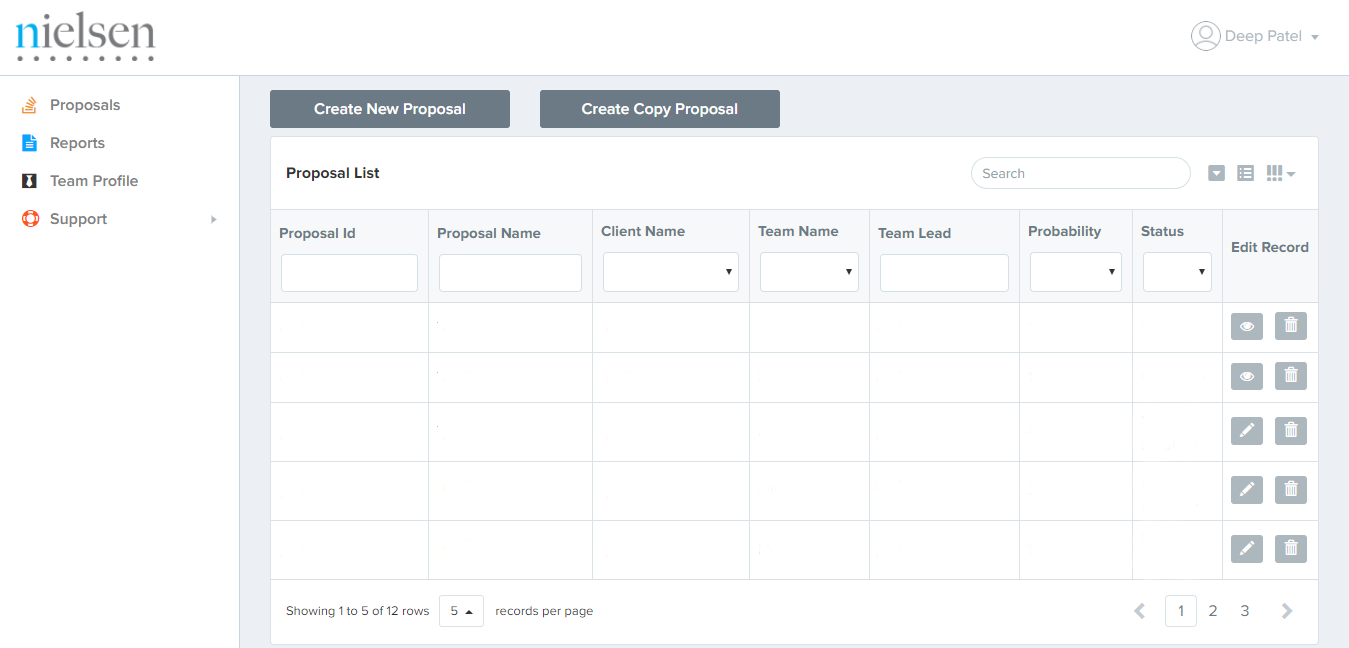 nielsen
Deep Patel
Proposals
Reports
Team Profile
Support
Create New Proposal
Create Copy Proposal
Proposal List
Search
Proposal Id
Proposal Name
Client Name
Team Name
Team Lead
Probability
Status
Edit Record
Showing 1 to 5 of 12 rows
5
records per page
1
2
3